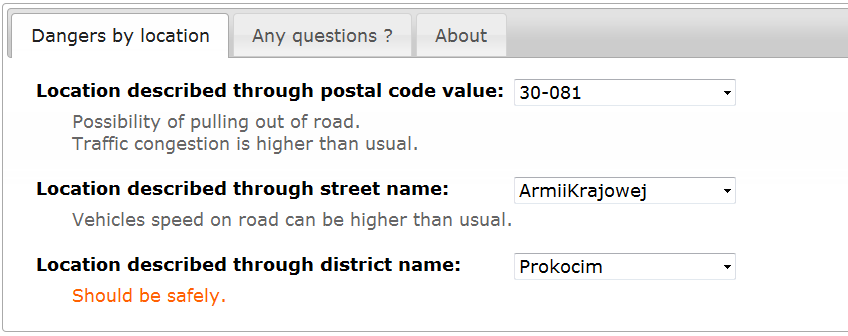 Dangers by location
Any questions ?
About
Location described through postal code value: 30-081
Possibility of pulling out of road.
Traffic congestion is higher than usual.
Location described through street name: ArmiiKrajowej
Vehicles speed on road can be higher than usual.
Location described through district name: Prokocim
Should be safely.